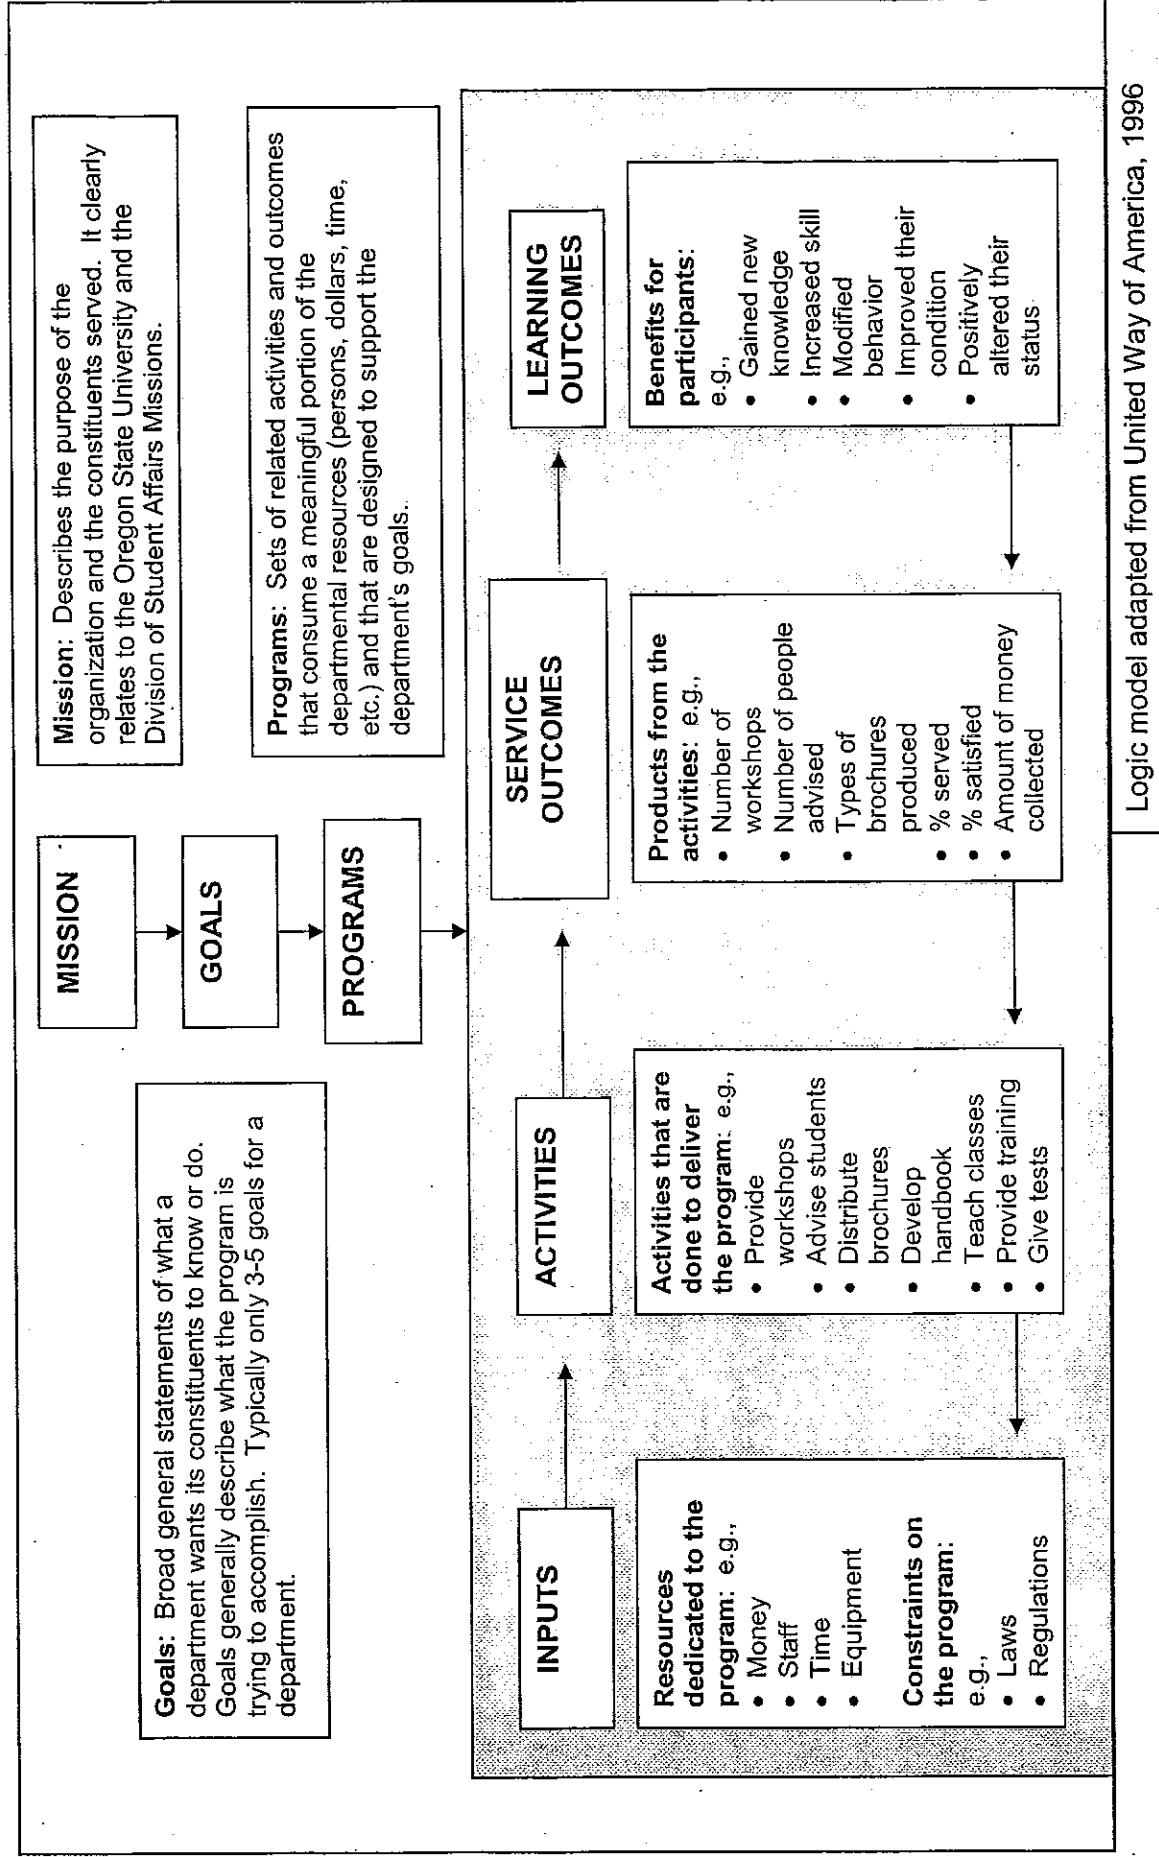 MISSION
GOALS
PROGRAMS
Mission: Describes the purpose of the
organization and the constituents served. It clearly
relates to the Oregon State University and the
Division of Student Affairs Missions.
Goals: Broad general statements of what a
department wants its constituents to know or do.
Goals generally describe what the program is
trying to accomplish. Typically only 3-5 goals for a
department.
Programs: Sets of related activities and outcomes
that consume a meaningful portion of the
departmental resources (persons, dollars, time,
etc.) and that are designed to support the
department's goals.
INPUTS
Resources
dedicated to the
program: e.g.,
• Money
• Staff
• Time
• Equipment
Constraints on
the program:
e.g.,
• Laws
• Regulations
ACTIVITIES
Activities that are
done to deliver
the program: e.g.,
• Provide
workshops
• Advise students
• Distribute
brochures
• Develop
handbook
• Teach classes
• Provide training
• Give tests
SERVICE
OUTCOMES
Products from the
activities: e.g.,
• Number of
workshops
• Number of people
advised
• Types of
brochures
produced
• % served
• % satisfied
• Amount of money
collected
LEARNING
OUTCOMES
Benefits for
participants:
e.g.,
• Gained new
knowledge
• Increased skill
• Modified
behavior
• Improved their
condition
• Positively
altered their
status
Logic model adapted from United Way of America, 1996